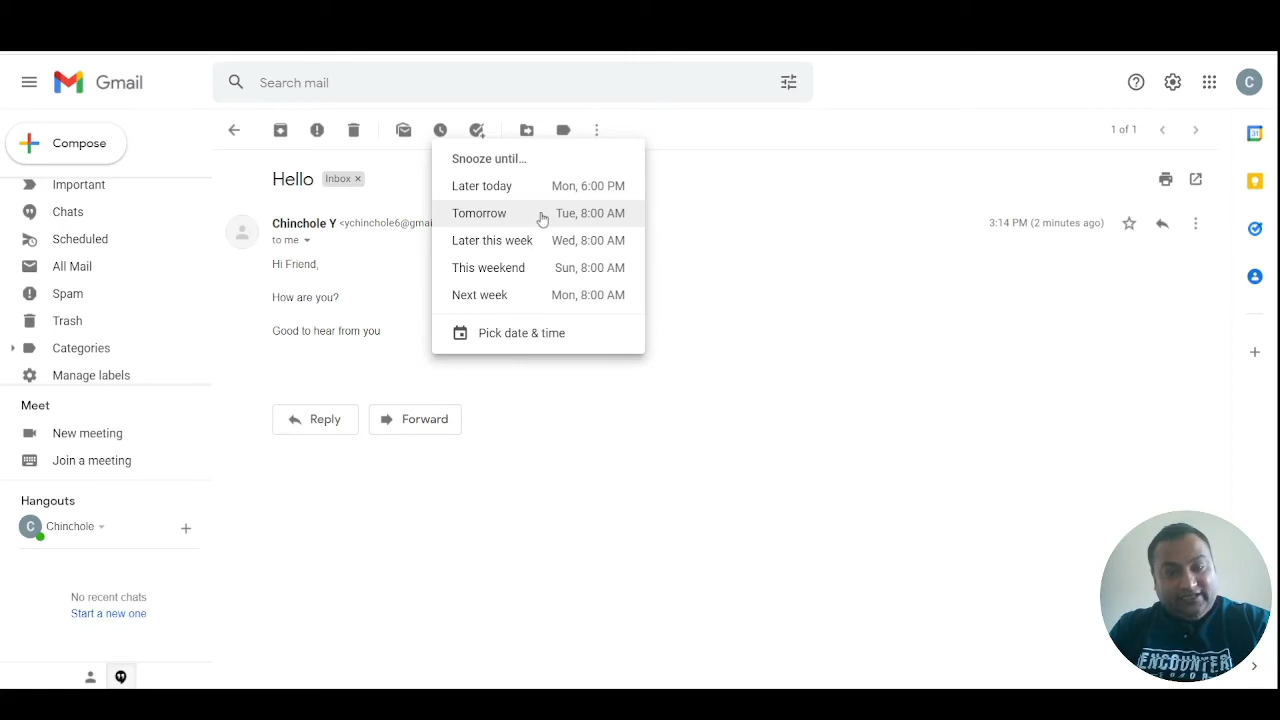 Gmail
Search mail
C
Compose
1 of 1
31
Important
Chats
Scheduled
All Mail
Spam
Trash
Categories
Manage labels
Meet
New meeting
Join a meeting
Hangouts
C Chinchole
No recent chats
Start a new one
Hello Inbox ×
Chinchole Y <ychinchole6@gmai
to me
3:14 PM (2 minutes ago)
Hi Friend,
How are you?
Good to hear from you
Reply Forward
Snooze until...
Later today Mon, 6:00 PM
Tomorrow Tue, 8:00 AM
Later this week Wed, 8:00 AM
This weekend Sun, 8:00 AM
Next week Mon, 8:00 AM
Pick date & time
ENCOUNTER